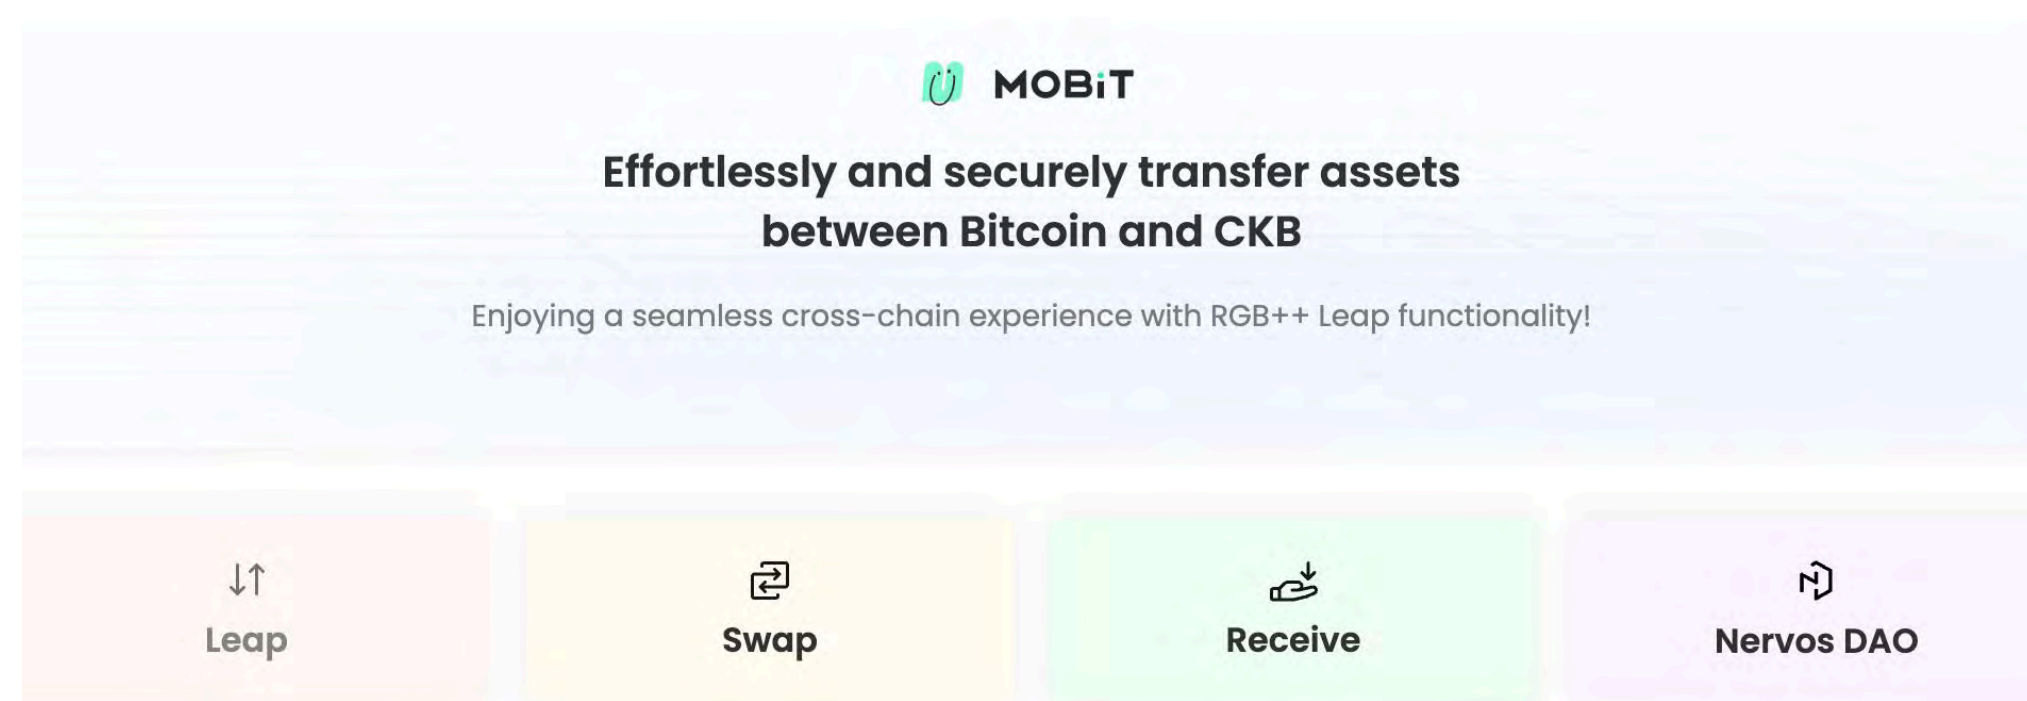 MOBiT
Effortlessly and securely transfer assets
between Bitcoin and CKB
Enjoying a seamless cross-chain experience with RGB++ Leap functionality!
Leap
Swap
Receive
Nervos DAO